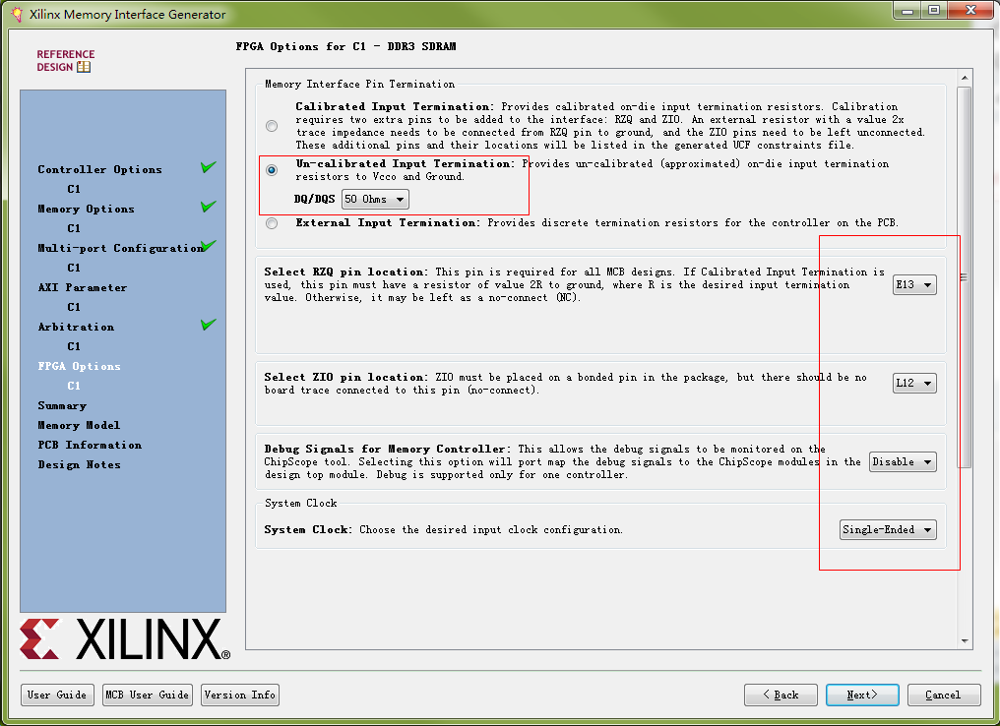 Xilinx Memory Interface Generator
REFERENCE
DESIGN
FPGA Options for C1 - DDR3 SDRAM
Controller Options
C1
Memory Options
C1
Multi-port Configuration
C1
AXI Parameter
C1
Arbitration
C1
FPGA Options
C1
Summary
Memory Model
PCB Information
Design Notes
XILINX®
Memory Interface Pin Termination
Calibrated Input Termination: Provides calibrated on-die input termination resistors. Calibration
requires two extra pins to be added to the interface: RZQ and ZIO. An external resistor with a value 2x
trace impedance needs to be connected from RZQ pin to ground, and the ZIO pins need to be left unconnected.
These additional pins and their locations will be listed in the generated UCF constraints file.
Un-calibrated Input Termination: Provides un-calibrated (approximated) on-die input termination
resistors to Vcco and Ground.
DQ/DQS 50 Ohms
External Input Termination: Provides discrete termination resistors for the controller on the PCB.
Select RZQ pin location: This pin is required for all MCB designs. If Calibrated Input Termination is
used, this pin must have a resistor of value 2R to ground, where R is the desired input termination
value. Otherwise, it may be left as a no-connect (NC).
E13
Select ZIO pin location: ZIO must be placed on a bonded pin in the package, but there should be no
board trace connected to this pin (no-connect).
L12
Debug Signals for Memory Controller: This allows the debug signals to be monitored on the
ChipScope tool. Selecting this option will port map the debug signals to the ChipScope modules in the
design top module. Debug is supported only for one controller.
Disable
System Clock
System Clock: Choose the desired input clock configuration.
Single-Ended
User Guide
MCB User Guide
Version Info
< Back
Next>
Cancel